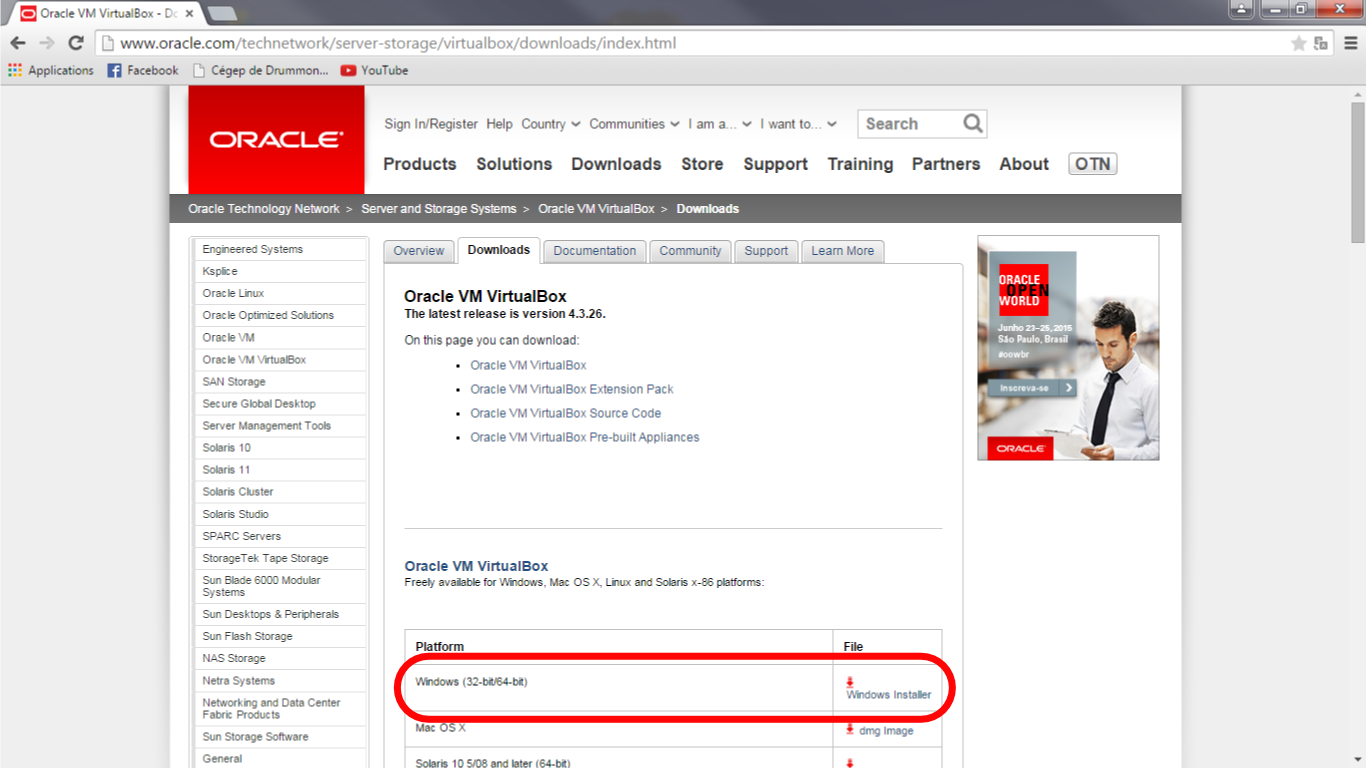 Oracle VM VirtualBox - Do
www.oracle.com/technetwork/server-storage/virtualbox/downloads/index.html
Applications Facebook Cégep de Drummon... YouTube
ORACLE
Sign In/Register Help Country Communities I am a... I want to... Search
Products Solutions Downloads Store Support Training Partners About OTN
Oracle Technology Network > Server and Storage Systems > Oracle VM VirtualBox > Downloads
Engineered Systems
Ksplice
Oracle Linux
Oracle Optimized Solutions
Oracle VM
Oracle VM VirtualBox
SAN Storage
Secure Global Desktop
Server Management Tools
Solaris 10
Solaris 11
Solaris Cluster
Solaris Studio
SPARC Servers
StorageTek Tape Storage
Sun Blade 6000 Modular
Systems
Sun Desktops & Peripherals
Sun Flash Storage
NAS Storage
Netra Systems
Networking and Data Center
Fabric Products
Sun Storage Software
General
Overview Downloads Documentation Community Support Learn More
Oracle VM VirtualBox
The latest release is version 4.3.26.
On this page you can download:
Oracle VM VirtualBox
Oracle VM VirtualBox Extension Pack
Oracle VM VirtualBox Source Code
Oracle VM VirtualBox Pre-built Appliances
Oracle VM VirtualBox
Freely available for Windows, Mac OS X, Linux and Solaris x-86 platforms:
Platform File
Windows (32-bit/64-bit)
Windows Installer
Mac OS X dmg Image
Solaris 10 5/08 and later (64-bit)
ORACLE
OPEN
WORLD
Junho 23–25, 2015
São Paulo, Brasil
#oowbr
Inscreva-se
ORACLE